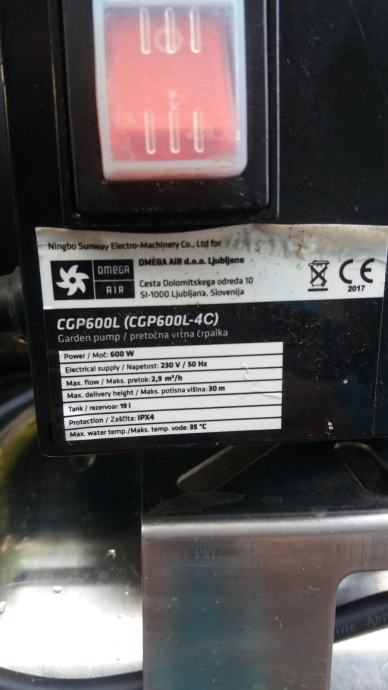 Ningbo Sunway Electro-Machinery Co., Ltd for
OMEGA AIR
OMEGA AIR d.o.o. Ljubljana
Cesta Dolomitskega odreda 10
SI-1000 Ljubljana, Slovenija
CE
2017
CGP600L (CGP600L-4C)
Garden pump / pretočna vrtna črpalka
Power / Moč: 600 W
Electrical supply / Napetost: 230 V / 50 Hz
Max. flow / Maks. pretok: 2,9 m³/h
Max. delivery height / Maks. potisna višina: 30 m
Tank / rezervoar: 19 l
Protection / Zaščita: IPX4
Max. water temp./Maks. temp. vode: 35 °C